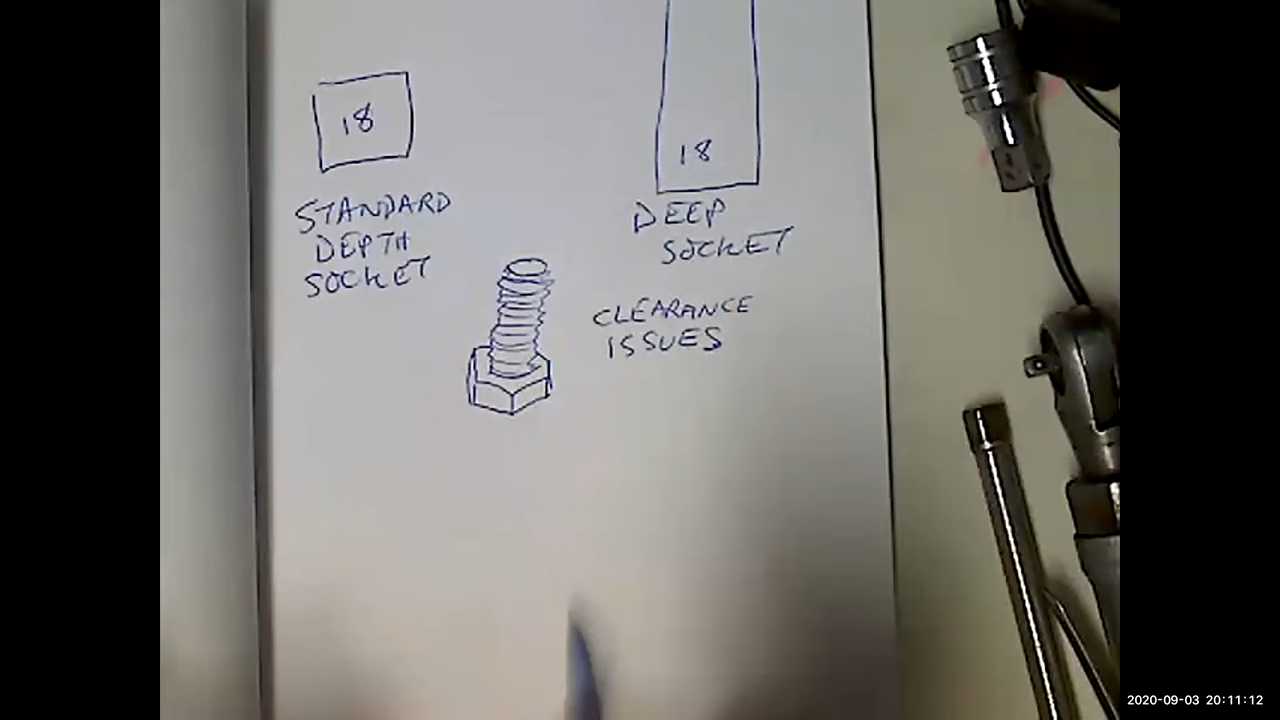 18
STANDARD
DEPTH
SOCKET
18
DEEP
SOCKET
CLEARANCE
ISSUES
2020-09-03 20:11:12